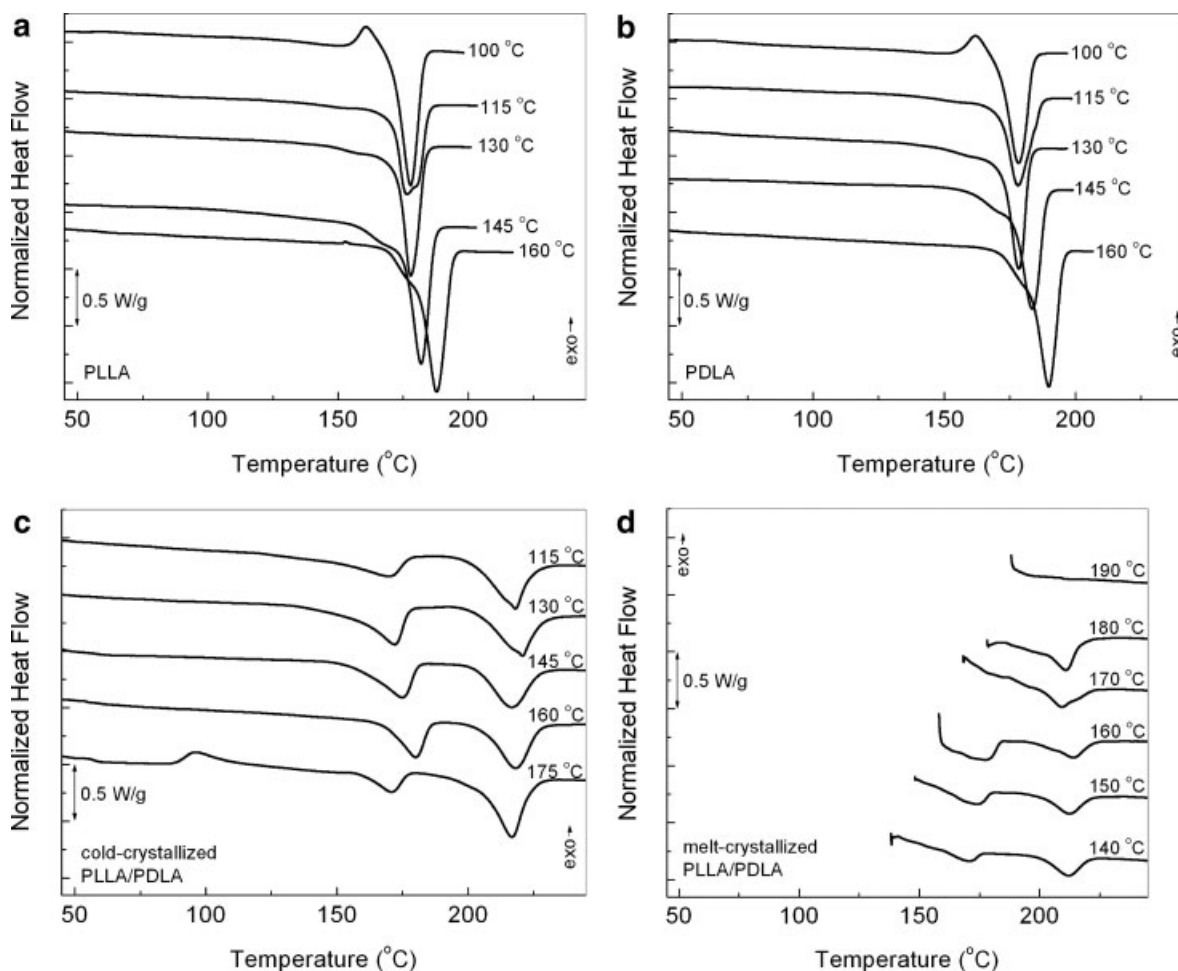 a
Normalized Heat Flow
100 °C
115 °C
130 °C
145 °C
160 °C
0.5 W/g
exo→
PLLA
50 100 150 200
Temperature (°C)
b
Normalized Heat Flow
100 °C
115 °C
130 °C
145 °C
160 °C
0.5 W/g
exo→
PDLA
50 100 150 200
Temperature (°C)
c
Normalized Heat Flow
115 °C
130 °C
145 °C
160 °C
175 °C
0.5 W/g
exo→
cold-crystallized
PLLA/PDLA
50 100 150 200
Temperature (°C)
d
Normalized Heat Flow
exo→
190 °C
180 °C
0.5 W/g
170 °C
160 °C
150 °C
140 °C
melt-crystallized
PLLA/PDLA
50 100 150 200
Temperature (°C)